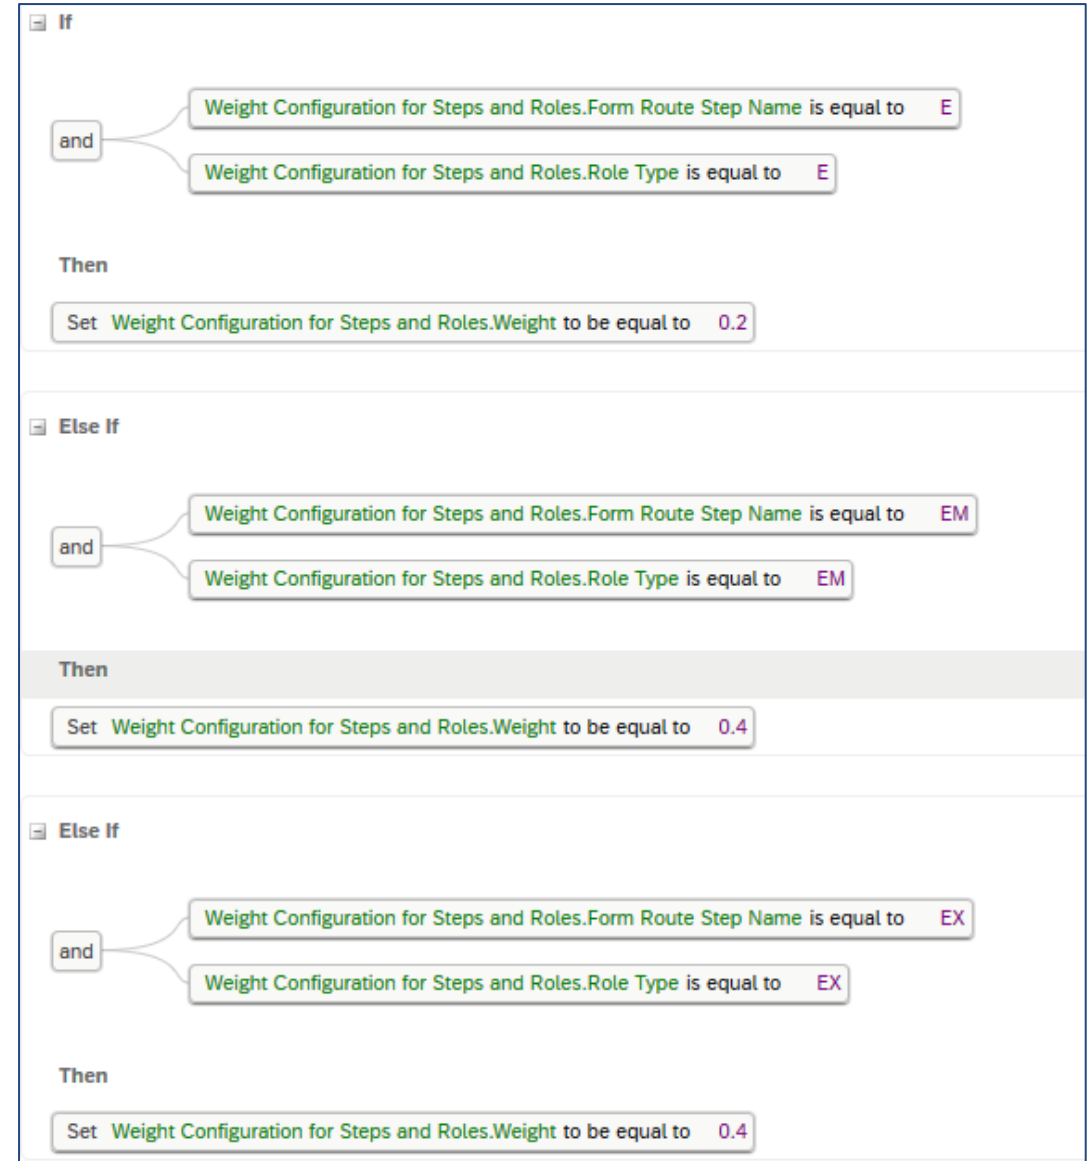 If
Weight Configuration for Steps and Roles.Form Route Step Name is equal to E
and
Weight Configuration for Steps and Roles.Role Type is equal to E
Then
Set Weight Configuration for Steps and Roles.Weight to be equal to 0.2
Else If
Weight Configuration for Steps and Roles.Form Route Step Name is equal to EM
and
Weight Configuration for Steps and Roles.Role Type is equal to EM
Then
Set Weight Configuration for Steps and Roles.Weight to be equal to 0.4
Else If
Weight Configuration for Steps and Roles.Form Route Step Name is equal to EX
and
Weight Configuration for Steps and Roles.Role Type is equal to EX
Then
Set Weight Configuration for Steps and Roles.Weight to be equal to 0.4